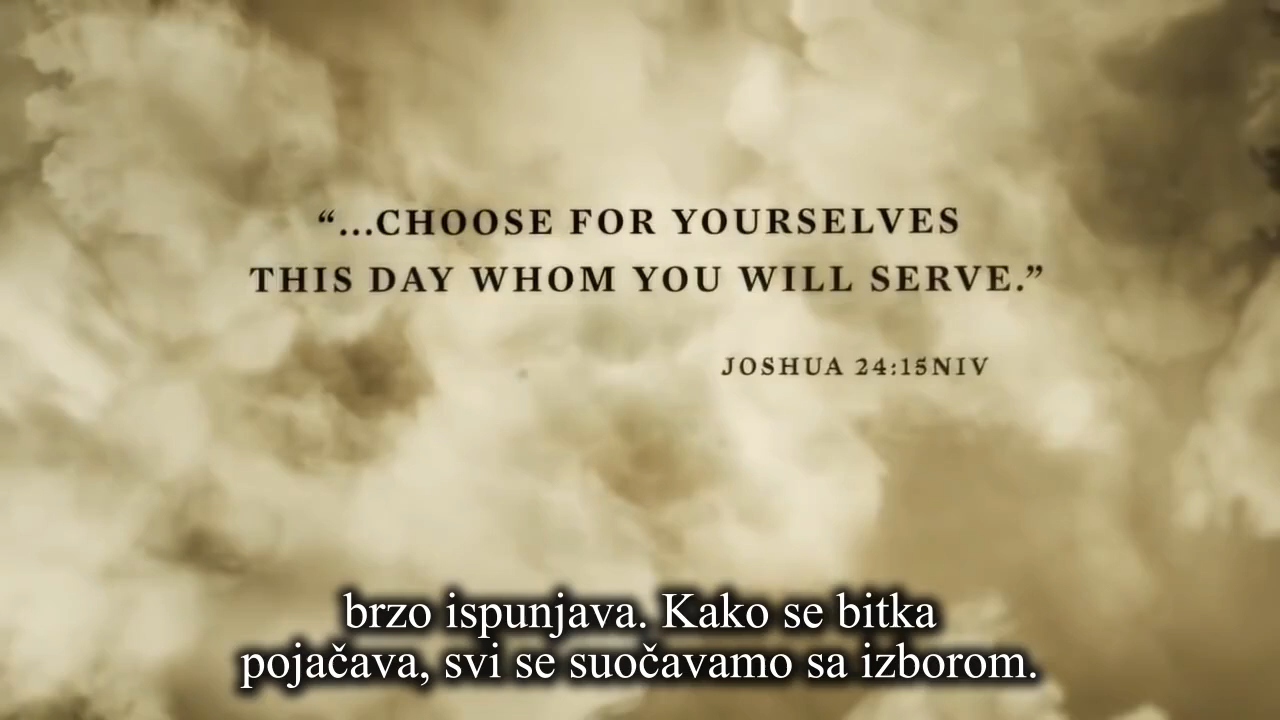 “...CHOOSE FOR YOURSELVES
THIS DAY WHOM YOU WILL SERVE.”
JOSHUA 24:15NIV
brzo ispunjava. Kako se bitka
pojačava, svi se suočavamo sa izborom.